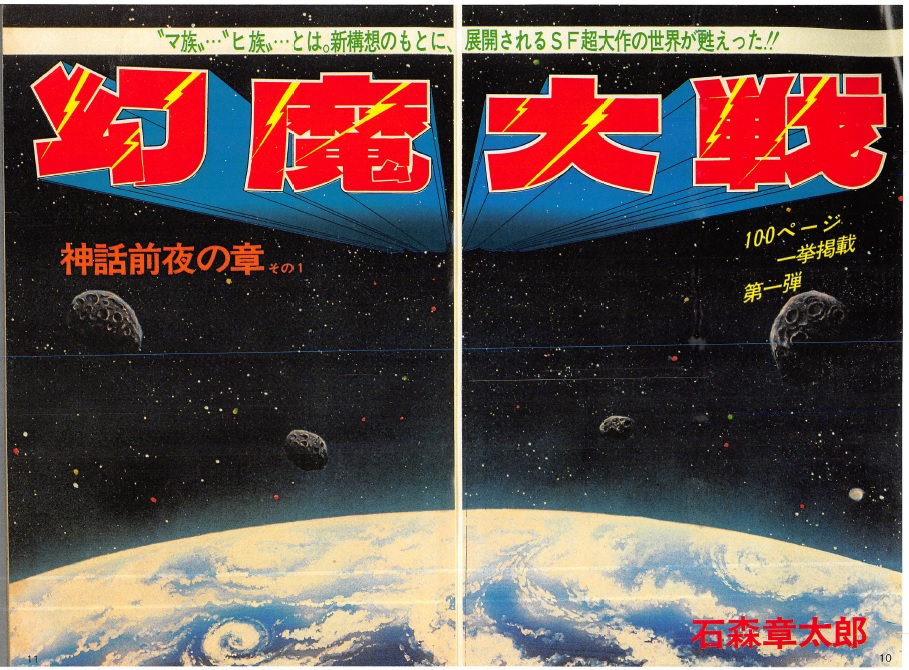 〝マ族〟…〝ヒ族〟…とは。新構想のもとに、展開されるSF超大作の世界が甦えった!!
幻魔大戦
神話前夜の章 その1
100ページ
一挙掲載
第一弾
石森章太郎
11
10